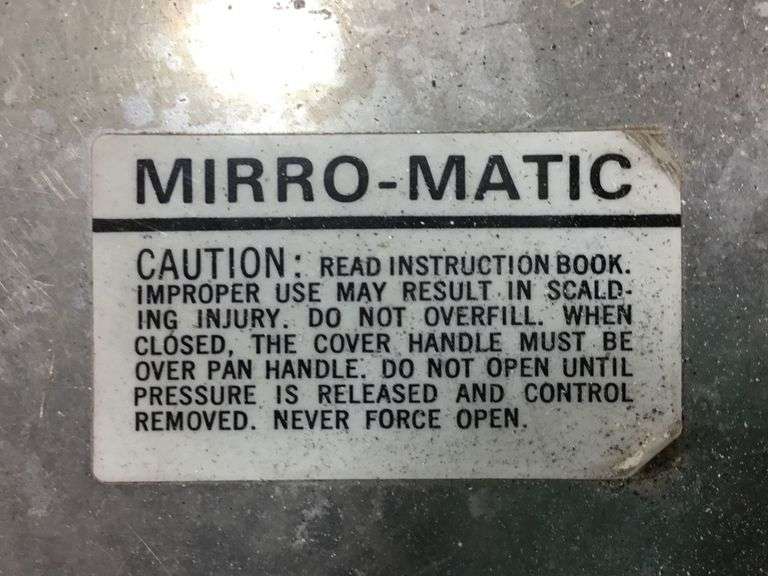 MIRRO-MATIC
CAUTION: READ INSTRUCTION BOOK.
IMPROPER USE MAY RESULT IN SCALD-
ING INJURY. DO NOT OVERFILL. WHEN
CLOSED, THE COVER HANDLE MUST BE
OVER PAN HANDLE. DO NOT OPEN UNTIL
PRESSURE IS RELEASED AND CONTROL
REMOVED. NEVER FORCE OPEN.